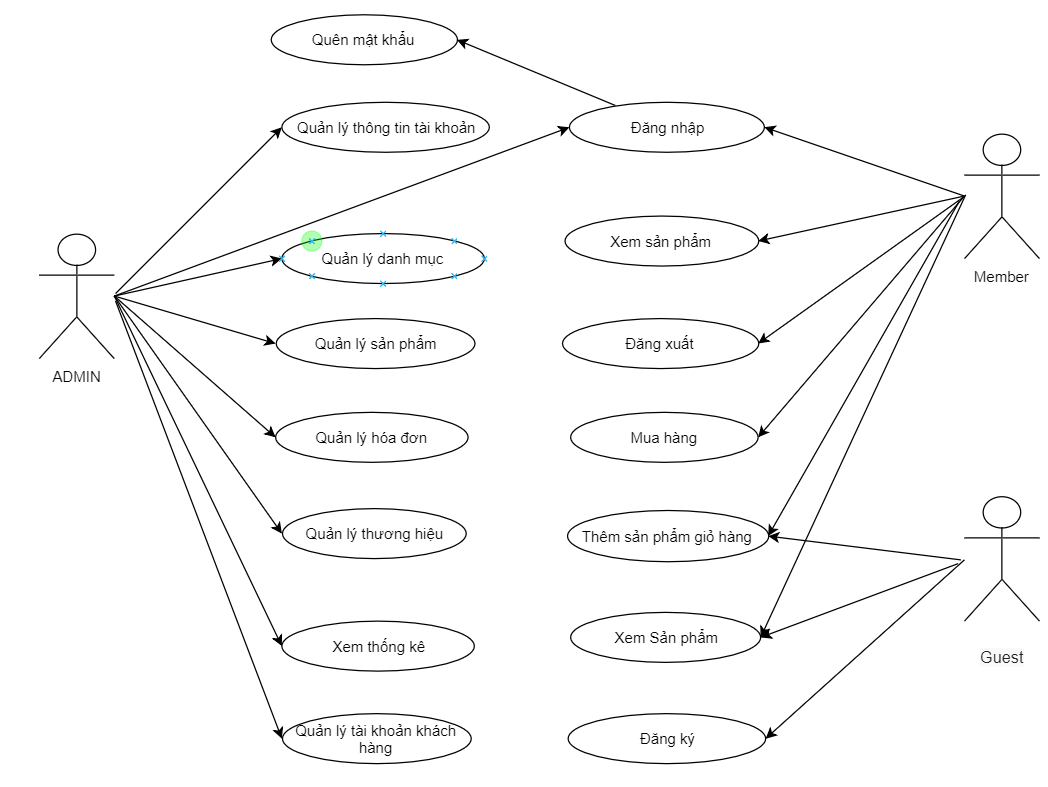 Quên mật khẩu
Quản lý thông tin tài khoản
Đăng nhập
Xem sản phẩm
Quản lý danh mục
Member
Quản lý sản phẩm
Đăng xuất
ADMIN
Quản lý hóa đơn
Mua hàng
Quản lý thương hiệu
Thêm sản phẩm giỏ hàng
Xem thống kê
Xem Sản phẩm
Guest
Quản lý tài khoản khách
hàng
Đăng ký